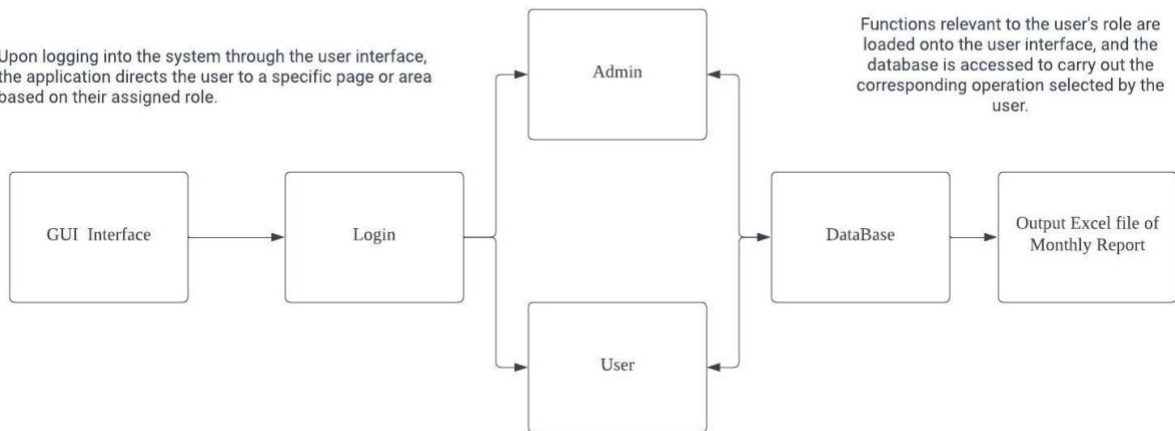 Upon logging into the system through the user interface,
the application directs the user to a specific page or area
based on their assigned role.
Admin
Functions relevant to the user's role are
loaded onto the user interface, and the
database is accessed to carry out the
corresponding operation selected by the
user.
GUI Interface
Login
DataBase
Output Excel file of
Monthly Report
User